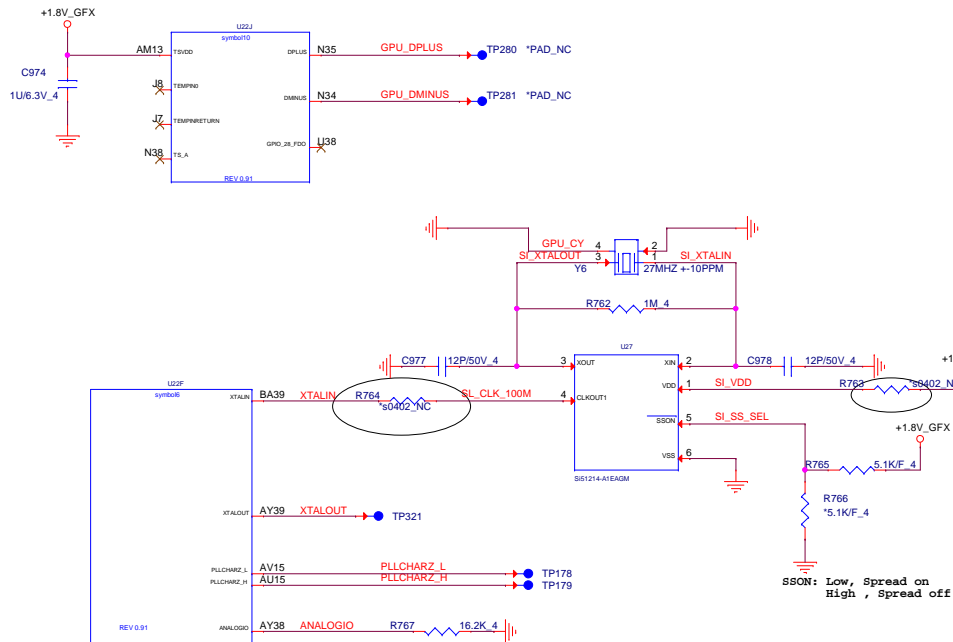 +1.8V_GFX
U22J
symbol10
AM13 TSVDD DPLUS N35 GPU_DPLUS TP280 *PAD_NC
C974
1U/6.3V_4
J8 TEMPIN0
DMINUS N34 GPU_DMINUS TP281 *PAD_NC
J7 TEMPINRETURN
GPIO_28_FDO U38
N38 TS_A
REV 0.91
GPU_CY 4 2
SI_XTALOUT 3 1 SI_XTALIN
Y6 27MHZ +-10PPM
R762 1M_4
U27
C977 12P/50V_4 3 XOUT XIN 2 C978 12P/50V_4
VDD 1 SI_VDD R763 *s0402_N
+1
U22F
symbol6
XTALIN BA39 XTALIN R764 SL_CLK_100M 4 CLKOUT1
*s0402_NC
SSON 5 SI_SS_SEL
+1.8V_GFX
VSS 6
R765 5.1K/F_4
Si51214-A1EAGM
R766
*5.1K/F_4
XTALOUT AY39 XTALOUT TP321
PLLCHARZ_L AV15 PLLCHARZ_L TP178
PLLCHARZ_H AU15 PLLCHARZ_H TP179
SSON: Low, Spread on
High , Spread off
REV 0.91 ANALOGIO AY38 ANALOGIO R767 16.2K_4